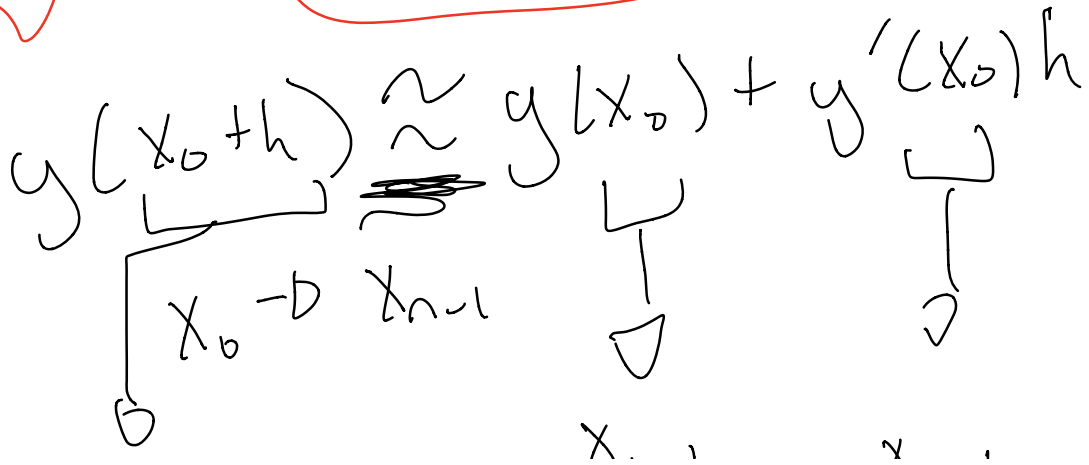 y(x₀+h) ≈ y(x₀) + y'(x₀)h
x₀ → xₙ₋₁